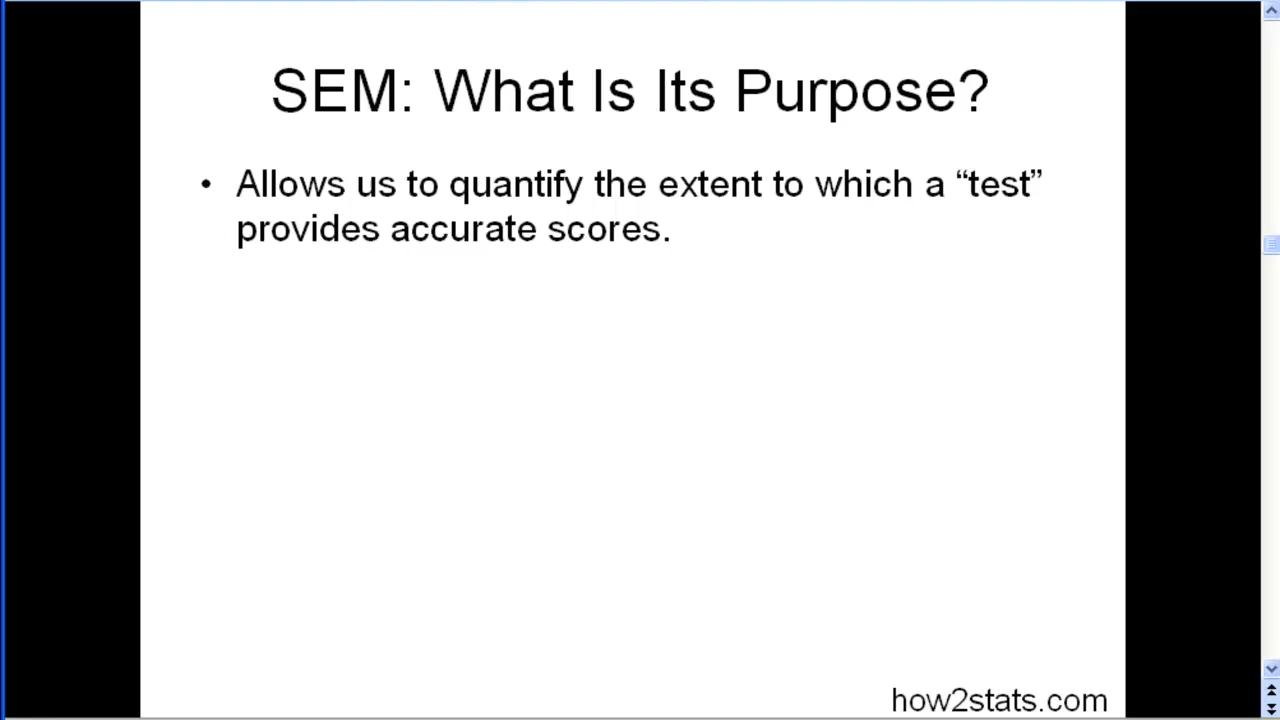 SEM: What Is Its Purpose?
• Allows us to quantify the extent to which a “test”
provides accurate scores.
how2stats.com